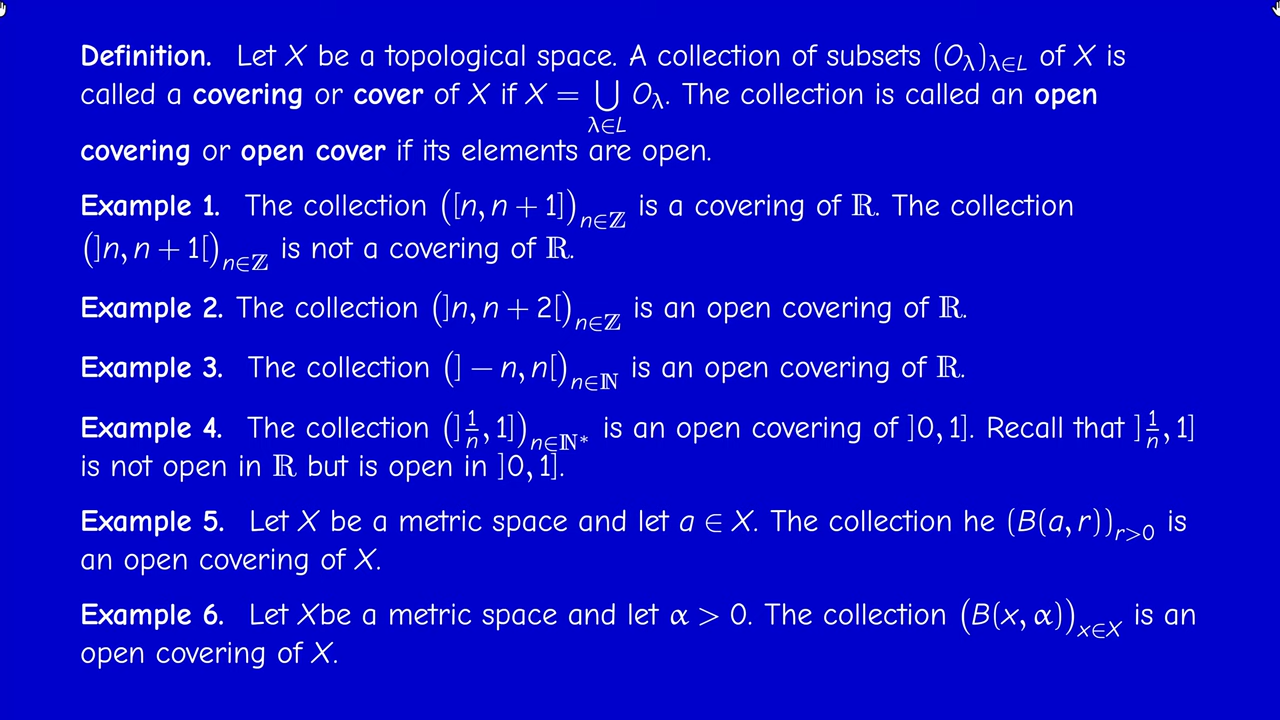 Definition. Let X be a topological space. A collection of subsets (O_λ)_{λ∈L} of X is
called a covering or cover of X if X = ⋃_{λ∈L} O_λ. The collection is called an open
covering or open cover if its elements are open.
Example 1. The collection ([n, n + 1])_{n∈ℤ} is a covering of ℝ. The collection
(]n, n + 1[)_{n∈ℤ} is not a covering of ℝ.
Example 2. The collection (]n, n + 2[)_{n∈ℤ} is an open covering of ℝ.
Example 3. The collection (] − n, n[)_{n∈ℕ} is an open covering of ℝ.
Example 4. The collection (]1/n, 1])_{n∈ℕ*} is an open covering of ]0, 1]. Recall that ]1/n, 1]
is not open in ℝ but is open in ]0, 1].
Example 5. Let X be a metric space and let a ∈ X. The collection he (B(a, r))_{r>0} is
an open covering of X.
Example 6. Let Xbe a metric space and let α > 0. The collection (B(x, α))_{x∈X} is an
open covering of X.